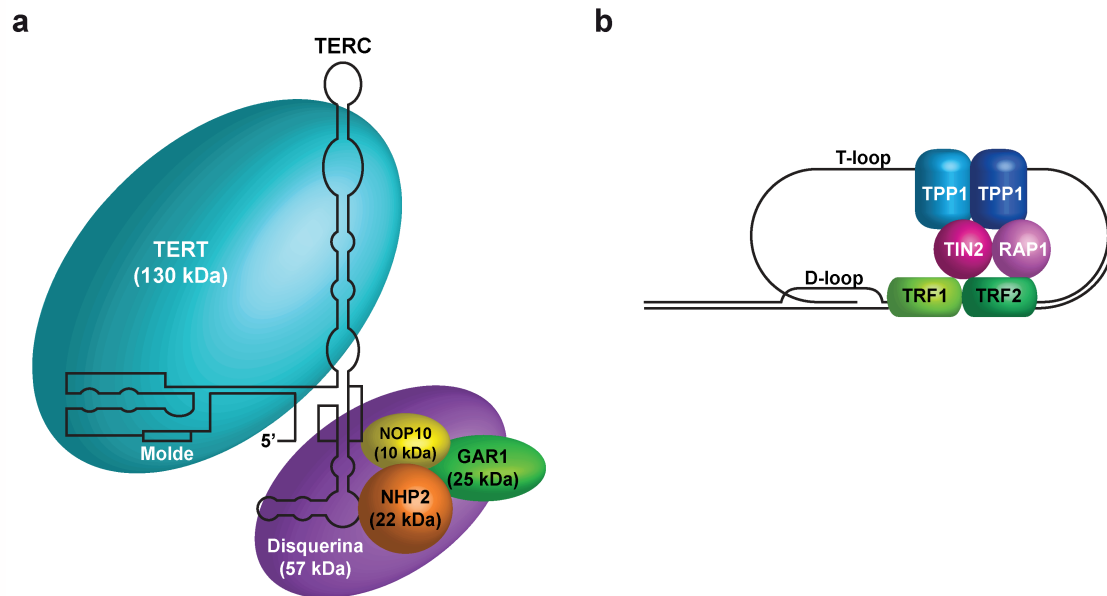 a
TERC
TERT
(130 kDa)
Molde
5’
NOP10
(10 kDa)
GAR1
(25 kDa)
NHP2
(22 kDa)
Disquerina
(57 kDa)
b
T-loop
TPP1
TPP1
TIN2
RAP1
D-loop
TRF1
TRF2